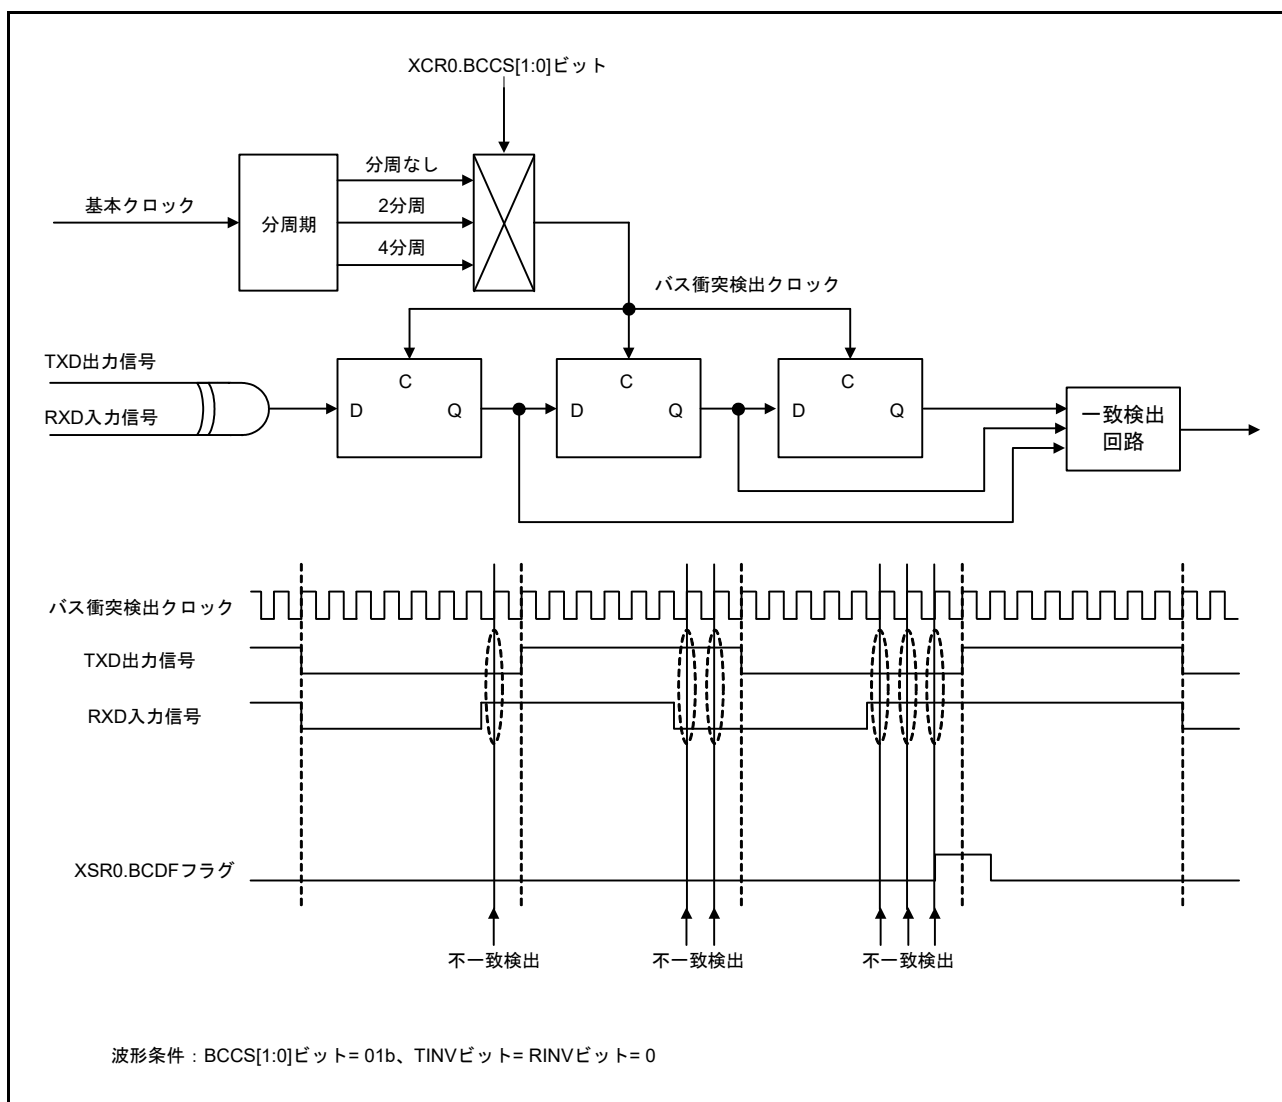 XCR0.BCCS[1:0]ビット
分周なし
基本クロック
2分周
分周期
4分周
バス衝突検出クロック
TXD出力信号
RXD入力信号
C
D
Q
C
D
Q
C
D
Q
一致検出
回路
バス衝突検出クロック
TXD出力信号
RXD入力信号
XSR0.BCDFフラグ
不一致検出
不一致検出
不一致検出
波形条件：BCCS[1:0]ビット= 01b、TINVビット= RINVビット= 0